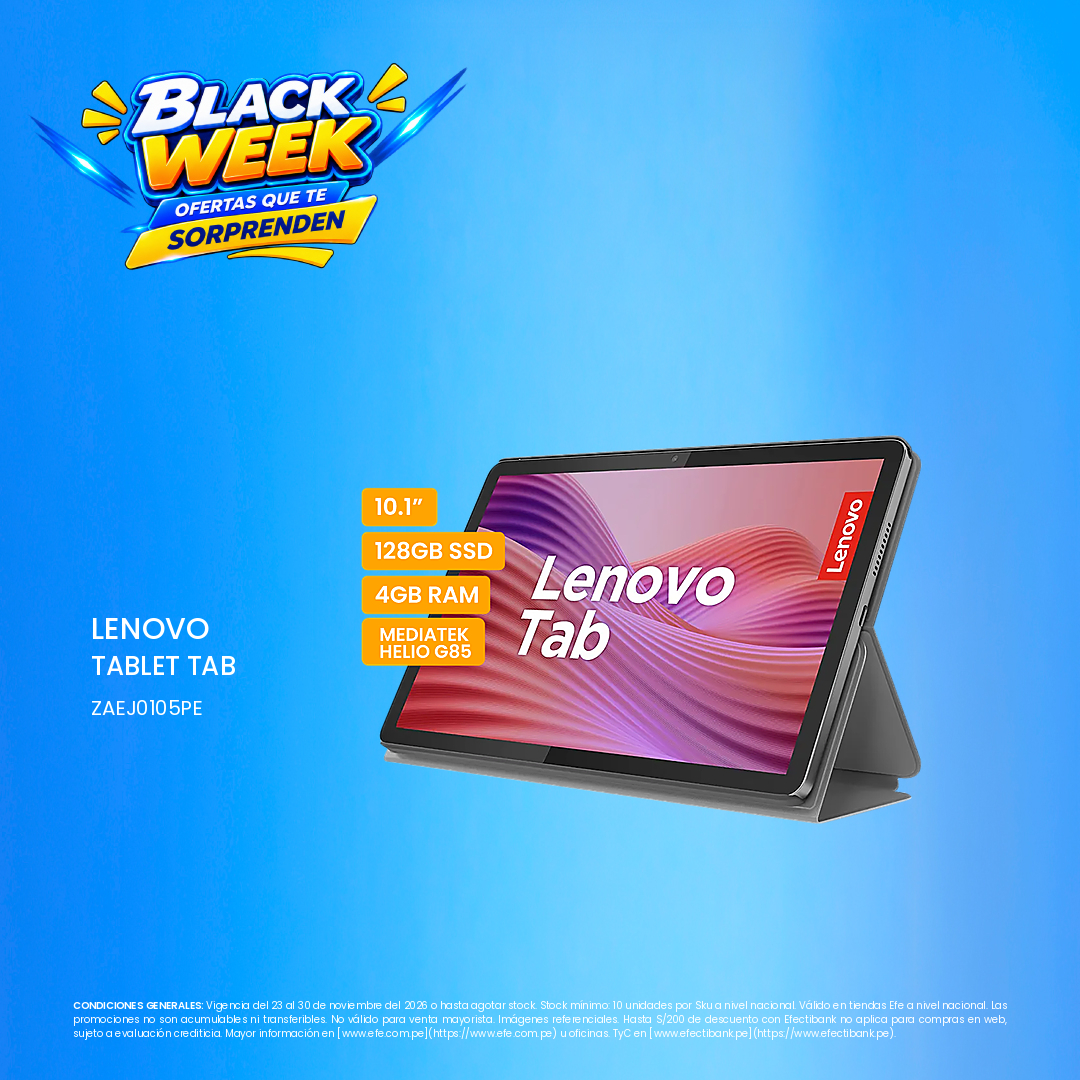 BLACK
WEEK
OFERTAS QUE TE
SORPRENDEN
10.1”
128GB SSD
4GB RAM
MEDIATEK
HELIO G85
Lenovo
Tab
Lenovo
LENOVO
TABLET TAB
ZAEJ0105PE
CONDICIONES GENERALES: Vigencia del 23 al 30 de noviembre del 2026 o hasta agotar stock. Stock mínimo: 10 unidades por Sku a nivel nacional. Válido en tiendas Efe a nivel nacional. Las
promociones no son acumulables ni transferibles. No válido para venta mayorista. Imágenes referenciales. Hasta S/200 de descuento con Efectibank no aplica para compras en web,
sujeto a evaluación crediticia. Mayor información en [www.efe.com.pe](https://www.efe.com.pe) u oficinas. TyC en [www.efectibank.pe](https://www.efectibank.pe).